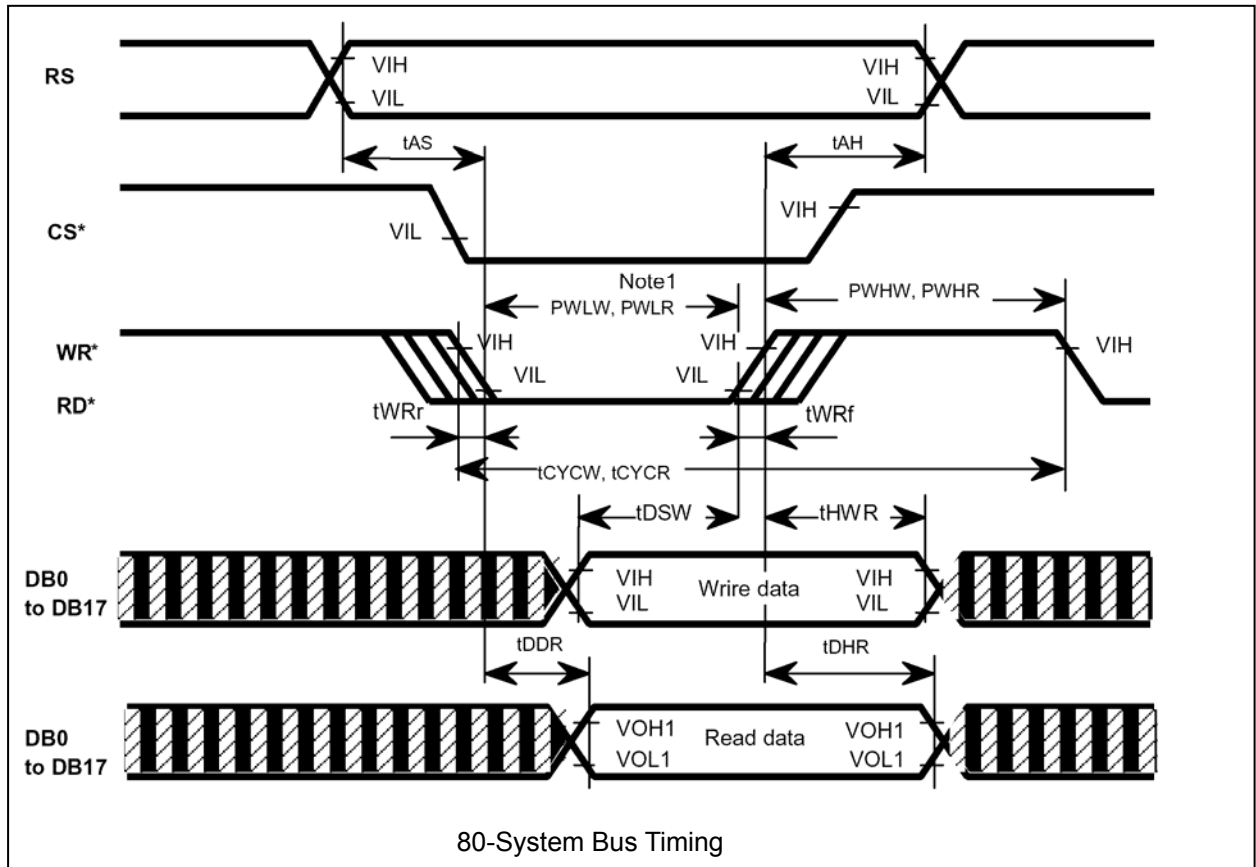 RS
VIH
VIH
VIL
VIL
tAS
tAH
CS*
VIL
VIH
Note1
PWLW, PWLR
PWHW, PWHR
WR*
VIH
VIH
VIH
VIL
VIL
RD*
tWRr
tWRf
tCYCW, tCYCR
tDSW
tHWR
DB0
to DB17
VIH
VIL
Wrire data
VIH
VIL
tDDR
tDHR
DB0
to DB17
VOH1
VOL1
Read data
VOH1
VOL1
80-System Bus Timing